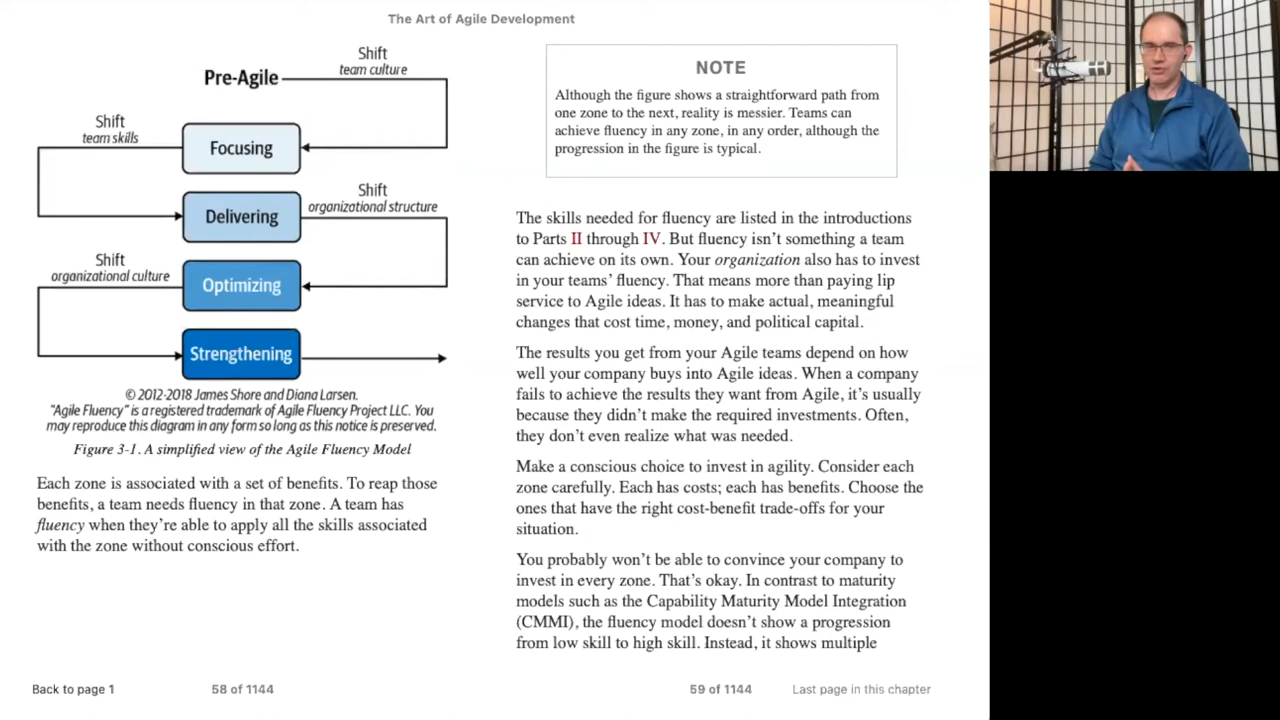 The Art of Agile Development
Shift
team culture
Pre-Agile
Shift
team skills
Focusing
Shift
organizational structure
Delivering
Shift
organizational culture
Optimizing
Strengthening
© 2012-2018 James Shore and Diana Larsen.
"Agile Fluency" is a registered trademark of Agile Fluency Project LLC. You
may reproduce this diagram in any form so long as this notice is preserved.
Figure 3-1. A simplified view of the Agile Fluency Model
Each zone is associated with a set of benefits. To reap those
benefits, a team needs fluency in that zone. A team has
fluency when they're able to apply all the skills associated
with the zone without conscious effort.
NOTE
Although the figure shows a straightforward path from
one zone to the next, reality is messier. Teams can
achieve fluency in any zone, in any order, although the
progression in the figure is typical.
The skills needed for fluency are listed in the introductions
to Parts II through IV. But fluency isn't something a team
can achieve on its own. Your organization also has to invest
in your teams' fluency. That means more than paying lip
service to Agile ideas. It has to make actual, meaningful
changes that cost time, money, and political capital.
The results you get from your Agile teams depend on how
well your company buys into Agile ideas. When a company
fails to achieve the results they want from Agile, it's usually
because they didn't make the required investments. Often,
they don't even realize what was needed.
Make a conscious choice to invest in agility. Consider each
zone carefully. Each has costs; each has benefits. Choose the
ones that have the right cost-benefit trade-offs for your
situation.
You probably won't be able to convince your company to
invest in every zone. That's okay. In contrast to maturity
models such as the Capability Maturity Model Integration
(CMMI), the fluency model doesn't show a progression
from low skill to high skill. Instead, it shows multiple
Back to page 1
58 of 1144
59 of 1144
Last page in this chapter